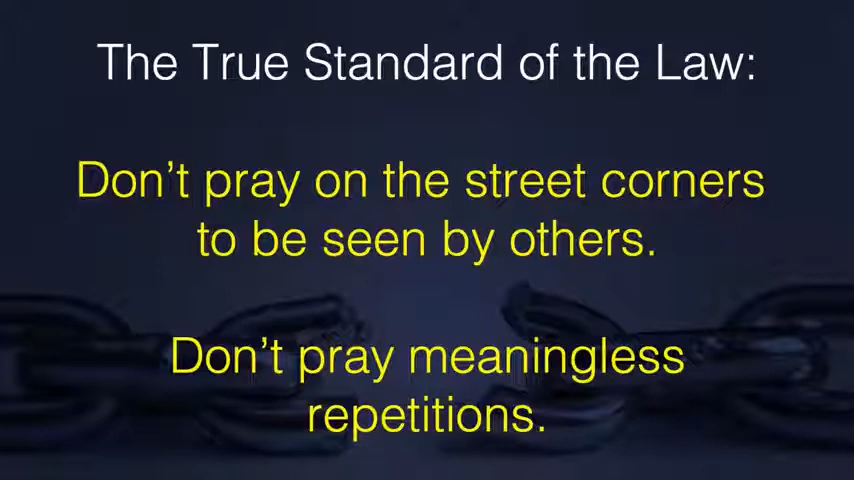 The True Standard of the Law:
Don’t pray on the street corners
to be seen by others.
Don’t pray meaningless
repetitions.